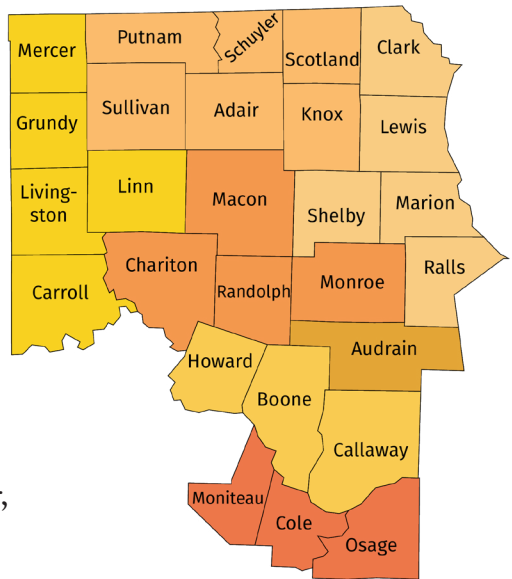 Mercer
Putnam
Schuyler
Scotland
Clark
Grundy
Sullivan
Adair
Knox
Lewis
Living-
ston
Linn
Macon
Shelby
Marion
Carroll
Chariton
Randolph
Monroe
Ralls
Howard
Audrain
Boone
Callaway
Moniteau
Cole
Osage